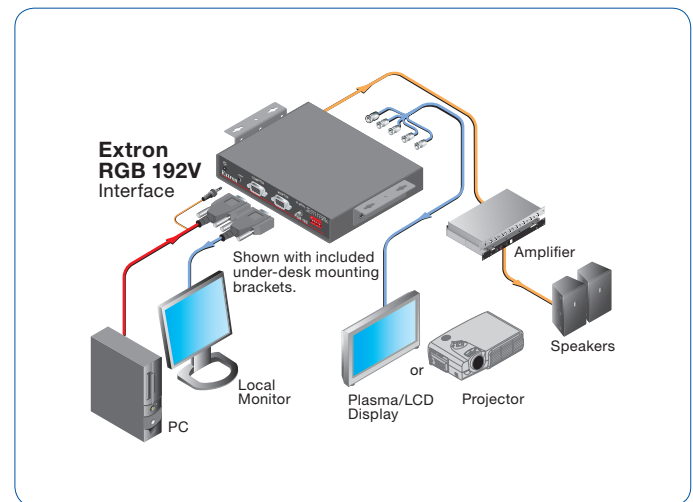 Extron
RGB 192V
Interface
Extron
Shown with included
under-desk mounting
brackets.
Amplifier
Speakers
or
Local
Monitor
Plasma/LCD
Display
Projector
PC